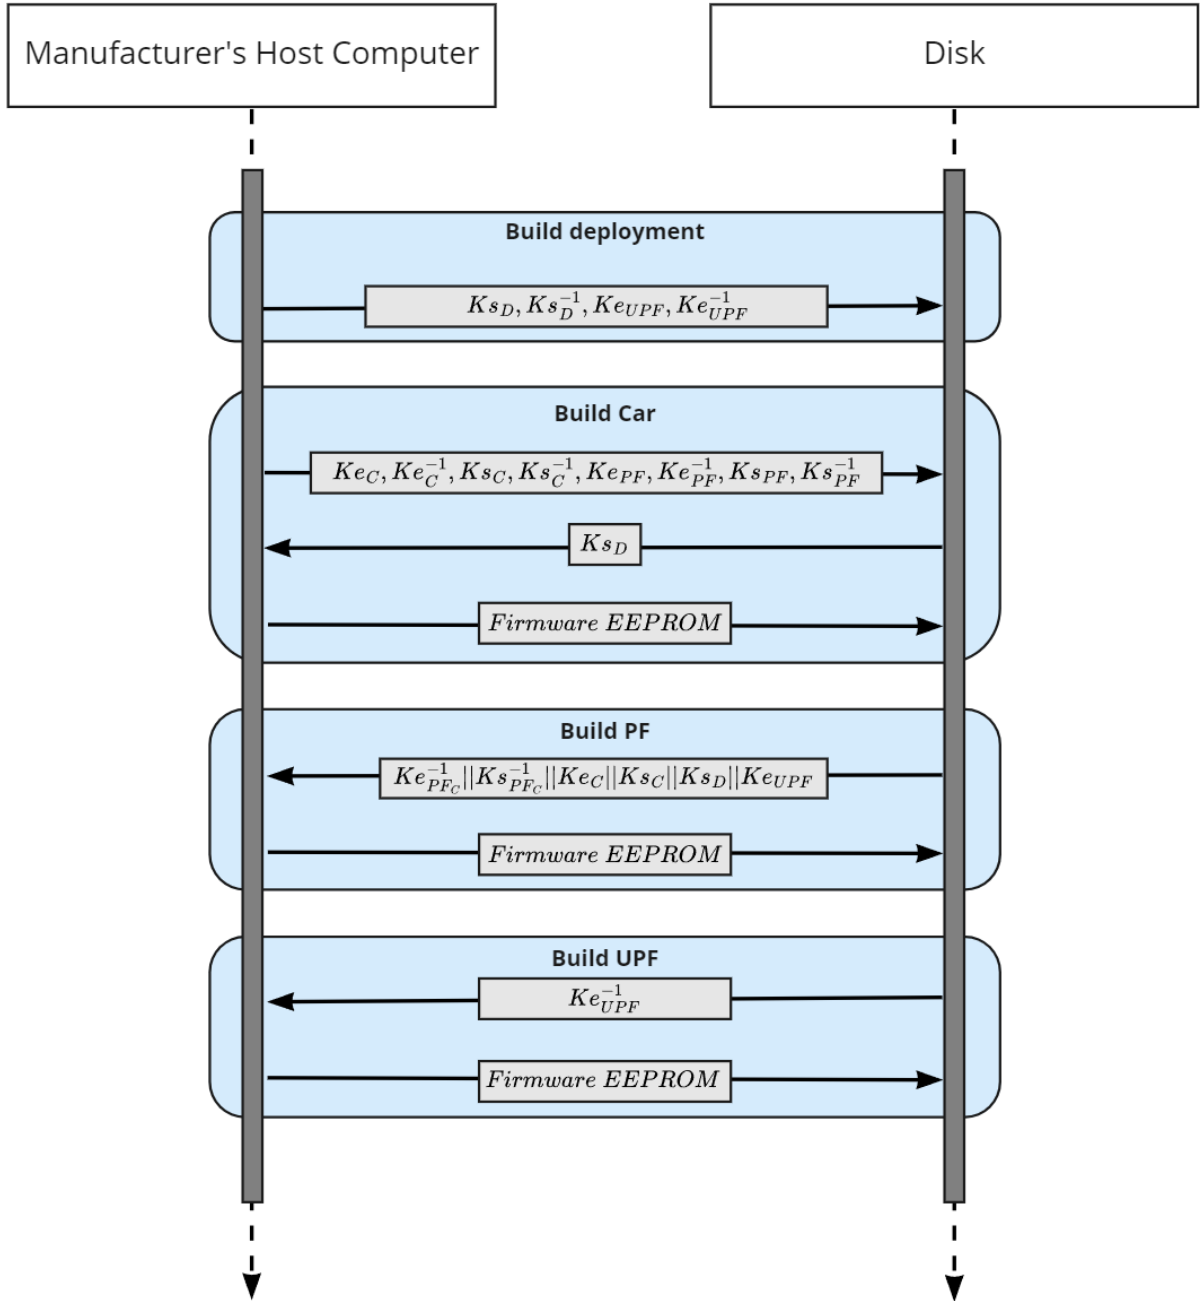 Manufacturer's Host Computer
Disk
Build deployment
$Ks_D, Ks_D^{-1}, Ke_{UPF}, Ke_{UPF}^{-1}$
Build Car
$Ke_C, Ke_C^{-1}, Ks_C, Ks_C^{-1}, Ke_{PF}, Ke_{PF}^{-1}, Ks_{PF}, Ks_{PF}^{-1}$
$Ks_D$
Firmware EEPROM
Build PF
$Ke_{PF_C}^{-1}||Ks_{PF_C}^{-1}||Ke_C||Ks_C||Ks_D||Ke_{UPF}$
Firmware EEPROM
Build UPF
$Ke_{UPF}^{-1}$
Firmware EEPROM